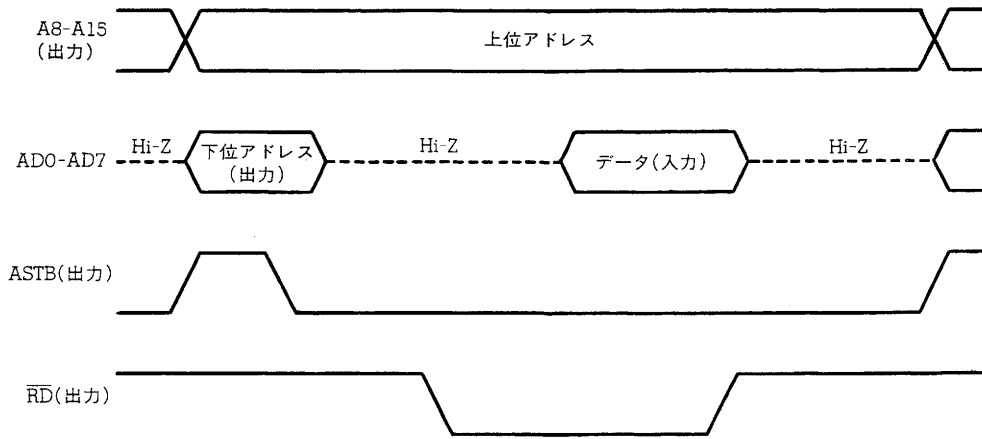 A8-A15
(出力)
上位アドレス
AD0-AD7
Hi-Z
下位アドレス
(出力)
Hi-Z
データ(入力)
Hi-Z
ASTB(出力)
RD(出力)